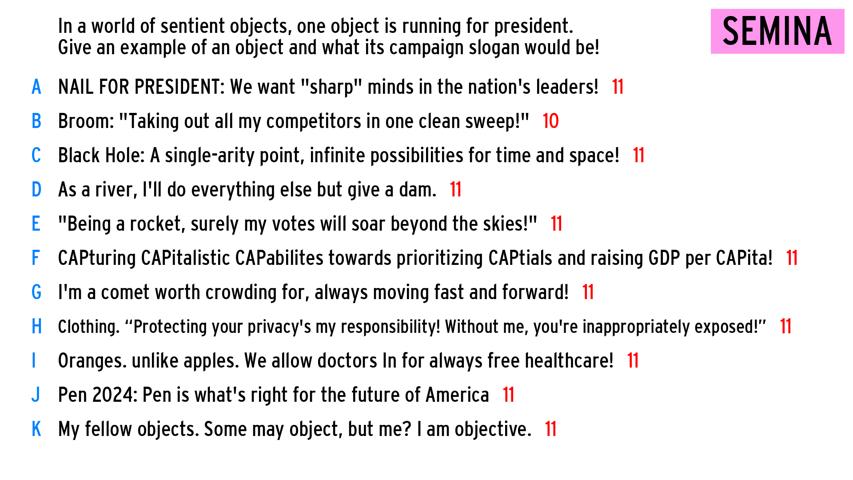 In a world of sentient objects, one object is running for president.
Give an example of an object and what its campaign slogan would be!
SEMINA
A NAIL FOR PRESIDENT: We want "sharp" minds in the nation's leaders! 11
B Broom: "Taking out all my competitors in one clean sweep!" 10
C Black Hole: A single-arity point, infinite possibilities for time and space! 11
D As a river, I'll do everything else but give a dam. 11
E "Being a rocket, surely my votes will soar beyond the skies!" 11
F CAPturing CAPitalistic CAPabilites towards prioritizing CAPtials and raising GDP per CAPita! 11
G I'm a comet worth crowding for, always moving fast and forward! 11
H Clothing. “Protecting your privacy's my responsibility! Without me, you're inappropriately exposed!” 11
I Oranges. unlike apples. We allow doctors In for always free healthcare! 11
J Pen 2024: Pen is what's right for the future of America 11
K My fellow objects. Some may object, but me? I am objective. 11